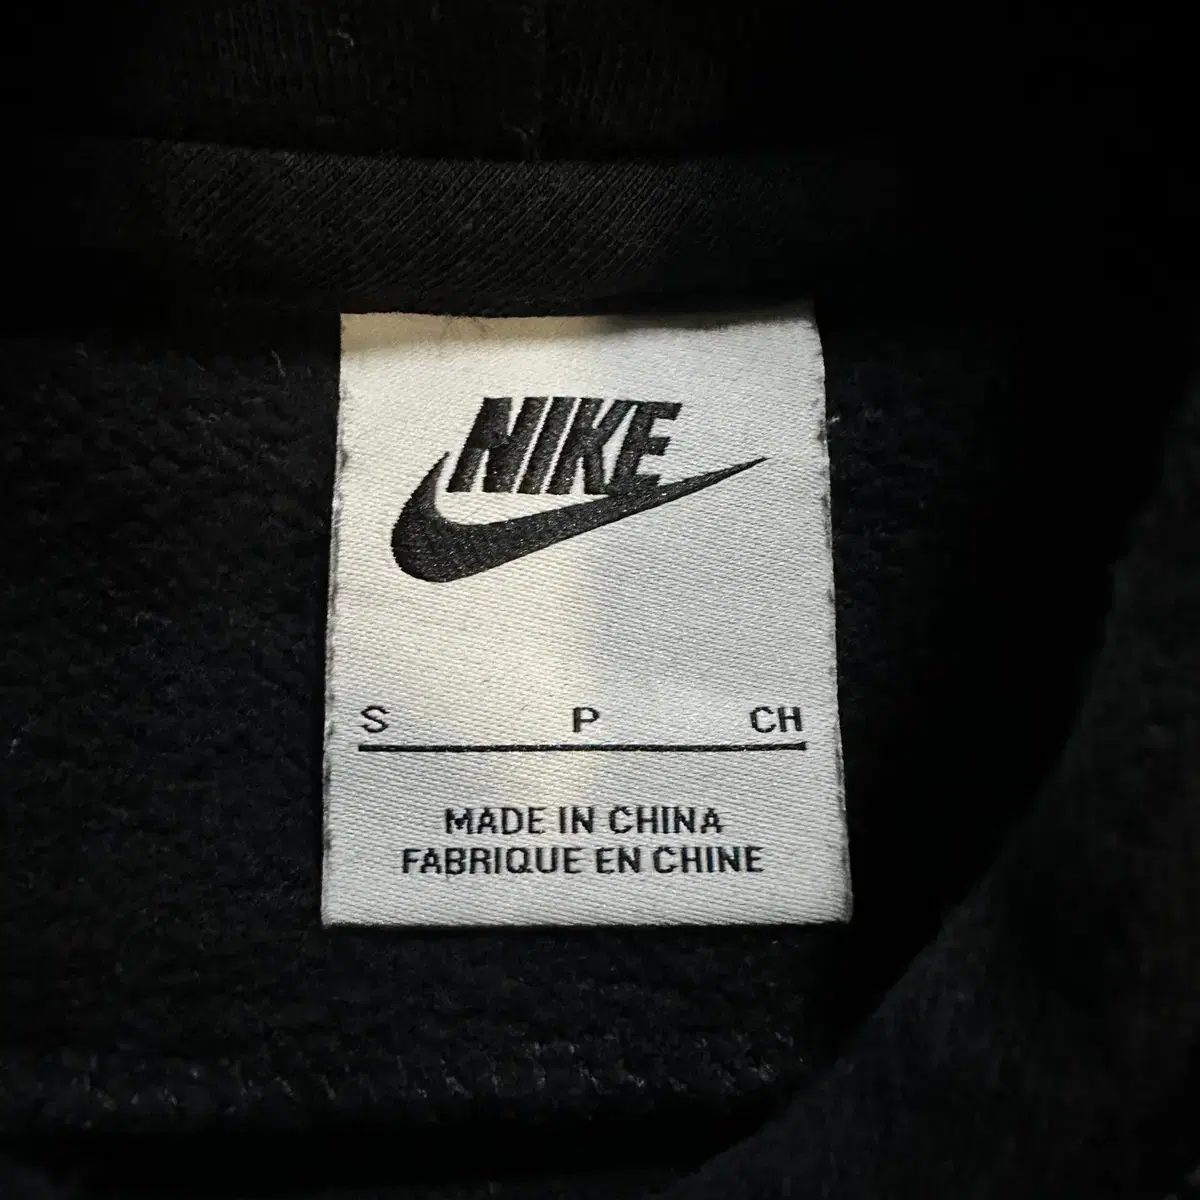 NIKE
S P CH
MADE IN CHINA
FABRIQUE EN CHINE